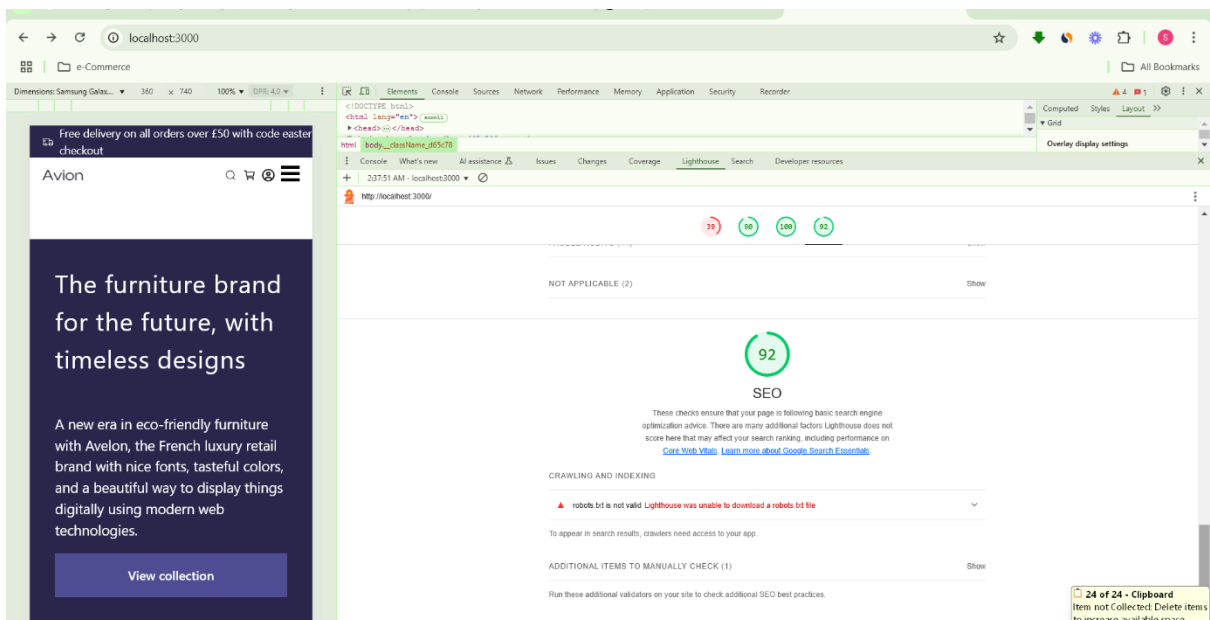 localhost:3000
S
e-Commerce
All Bookmarks
Dimensions: Samsung Galax... 360 x 740 100% DPR: 4.0
Elements Console Sources Network Performance Memory Application Security Recorder
4 1
<!DOCTYPE html>
<html lang="en"> scroll
<head> </head>
html body.__className_d65c78
Computed Styles Layout
Grid
Overlay display settings
Console What's new AI assistance Issues Changes Coverage Lighthouse Search Developer resources
2:37:51 AM - localhost:3000
http://localhost:3000/
39 90 100 92
NOT APPLICABLE (2) Show
92
SEO
These checks ensure that your page is following basic search engine
optimization advice. There are many additional factors Lighthouse does not
score here that may affect your search ranking, including performance on
Core Web Vitals. Learn more about Google Search Essentials.
CRAWLING AND INDEXING
robots.txt is not valid Lighthouse was unable to download a robots.txt file
To appear in search results, crawlers need access to your app.
ADDITIONAL ITEMS TO MANUALLY CHECK (1) Show
Run these additional validators on your site to check additional SEO best practices.
Free delivery on all orders over £50 with code easter
checkout
Avion
The furniture brand
for the future, with
timeless designs
A new era in eco-friendly furniture
with Avelon, the French luxury retail
brand with nice fonts, tasteful colors,
and a beautiful way to display things
digitally using modern web
technologies.
View collection
24 of 24 - Clipboard
Item not Collected: Delete items
to increase available space